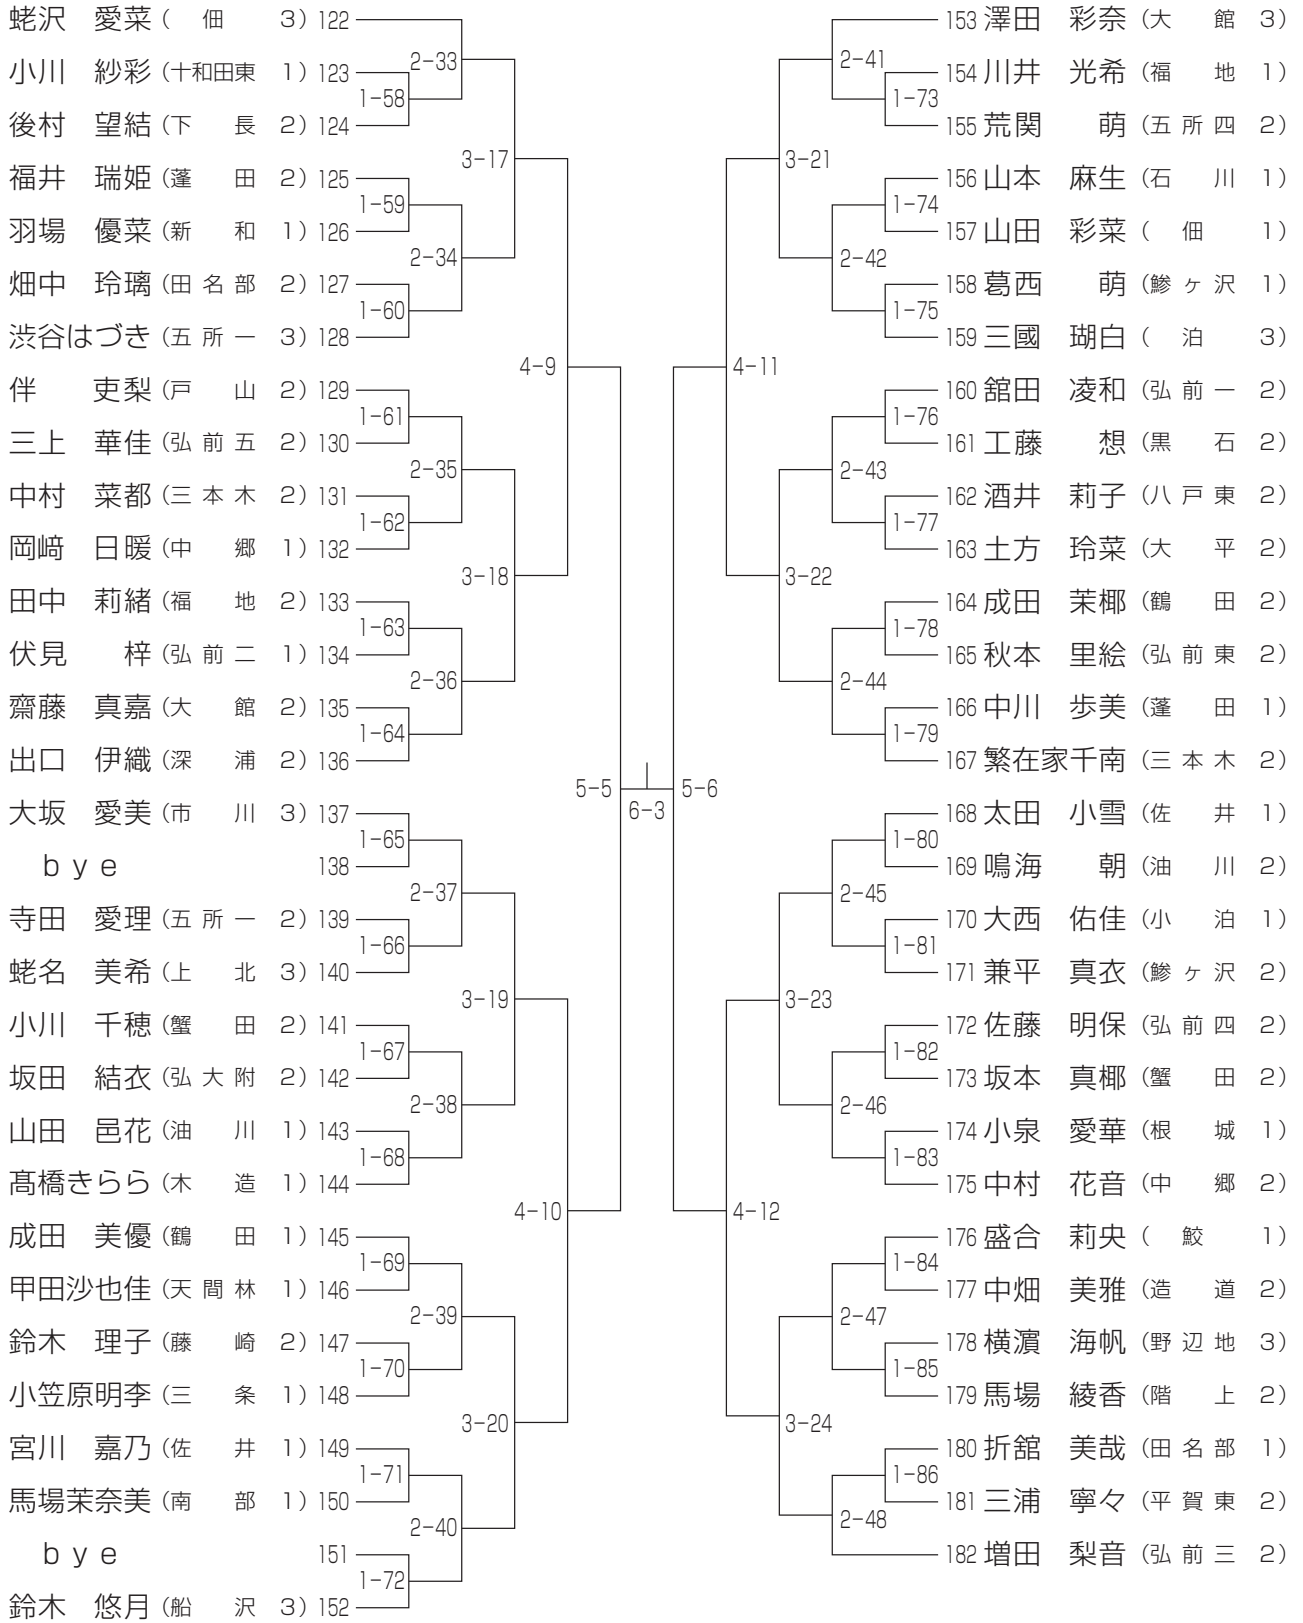 蛯沢 愛菜 (佃 3) 122
小川 紗彩 (十和田東 1) 123
後村 望結 (下長 2) 124
福井 瑞姫 (蓬田 2) 125
羽場 優菜 (新和 1) 126
畑中 玲璃 (田名部 2) 127
渋谷はづき (五所一 3) 128
伴 吏梨 (戸山 2) 129
三上 華佳 (弘前五 2) 130
中村 菜都 (三本木 2) 131
岡﨑 日暖 (中郷 1) 132
田中 莉緒 (福地 2) 133
伏見 梓 (弘前二 1) 134
齋藤 真嘉 (大館 2) 135
出口 伊織 (深浦 2) 136
大坂 愛美 (市川 3) 137
bye 138
寺田 愛理 (五所一 2) 139
蛯名 美希 (上北 3) 140
小川 千穂 (蟹田 2) 141
坂田 結衣 (弘大附 2) 142
山田 邑花 (油川 1) 143
髙橋きらら (木造 1) 144
成田 美優 (鶴田 1) 145
甲田沙也佳 (天間林 1) 146
鈴木 理子 (藤崎 2) 147
小笠原明李 (三条 1) 148
宮川 嘉乃 (佐井 1) 149
馬場茉奈美 (南部 1) 150
bye 151
鈴木 悠月 (船沢 3) 152
1-58
1-59
1-60
1-61
1-62
1-63
1-64
1-65
1-66
1-67
1-68
1-69
1-70
1-71
1-72
2-33
2-34
2-35
2-36
2-37
2-38
2-39
2-40
3-17
3-18
3-19
3-20
4-9
4-10
5-5
6-3
5-6
4-11
4-12
3-21
3-22
3-23
3-24
2-41
2-42
2-43
2-44
2-45
2-46
2-47
2-48
1-73
1-74
1-75
1-76
1-77
1-78
1-79
1-80
1-81
1-82
1-83
1-84
1-85
1-86
153 澤田 彩奈 (大館 3)
154 川井 光希 (福地 1)
155 荒関 萌 (五所四 2)
156 山本 麻生 (石川 1)
157 山田 彩菜 (佃 1)
158 葛西 萌 (鰺ヶ沢 1)
159 三國 瑚白 (泊 3)
160 舘田 凌和 (弘前一 2)
161 工藤 想 (黒石 2)
162 酒井 莉子 (八戸東 2)
163 土方 玲菜 (大平 2)
164 成田 茉椰 (鶴田 2)
165 秋本 里絵 (弘前東 2)
166 中川 歩美 (蓬田 1)
167 繁在家千南 (三本木 2)
168 太田 小雪 (佐井 1)
169 鳴海 朝 (油川 2)
170 大西 佑佳 (小泊 1)
171 兼平 真衣 (鰺ヶ沢 2)
172 佐藤 明保 (弘前四 2)
173 坂本 真椰 (蟹田 2)
174 小泉 愛華 (根城 1)
175 中村 花音 (中郷 2)
176 盛合 莉央 (鮫 1)
177 中畑 美雅 (造道 2)
178 横濵 海帆 (野辺地 3)
179 馬場 綾香 (階上 2)
180 折舘 美哉 (田名部 1)
181 三浦 寧々 (平賀東 2)
182 増田 梨音 (弘前三 2)